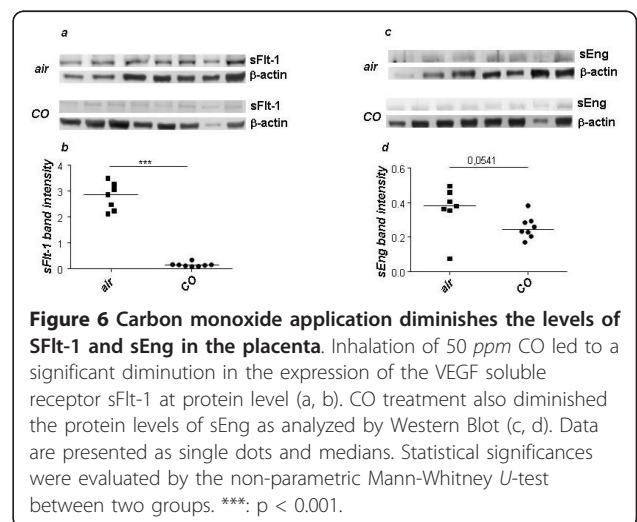 a
c
air
sFlt-1
β-actin
CO
sFlt-1
β-actin
air
sEng
β-actin
CO
sEng
β-actin
b
sFlt-1 band intensity
4
3
2
1
0
***
air
CO
d
sEng band intensity
0.6
0.4
0.2
0.0
0,0541
air
CO
Figure 6 Carbon monoxide application diminishes the levels of
SFlt-1 and sEng in the placenta. Inhalation of 50 ppm CO led to a
significant diminution in the expression of the VEGF soluble
receptor sFlt-1 at protein level (a, b). CO treatment also diminished
the protein levels of sEng as analyzed by Western Blot (c, d). Data
are presented as single dots and medians. Statistical significances
were evaluated by the non-parametric Mann-Whitney U-test
between two groups. ***: p < 0.001.